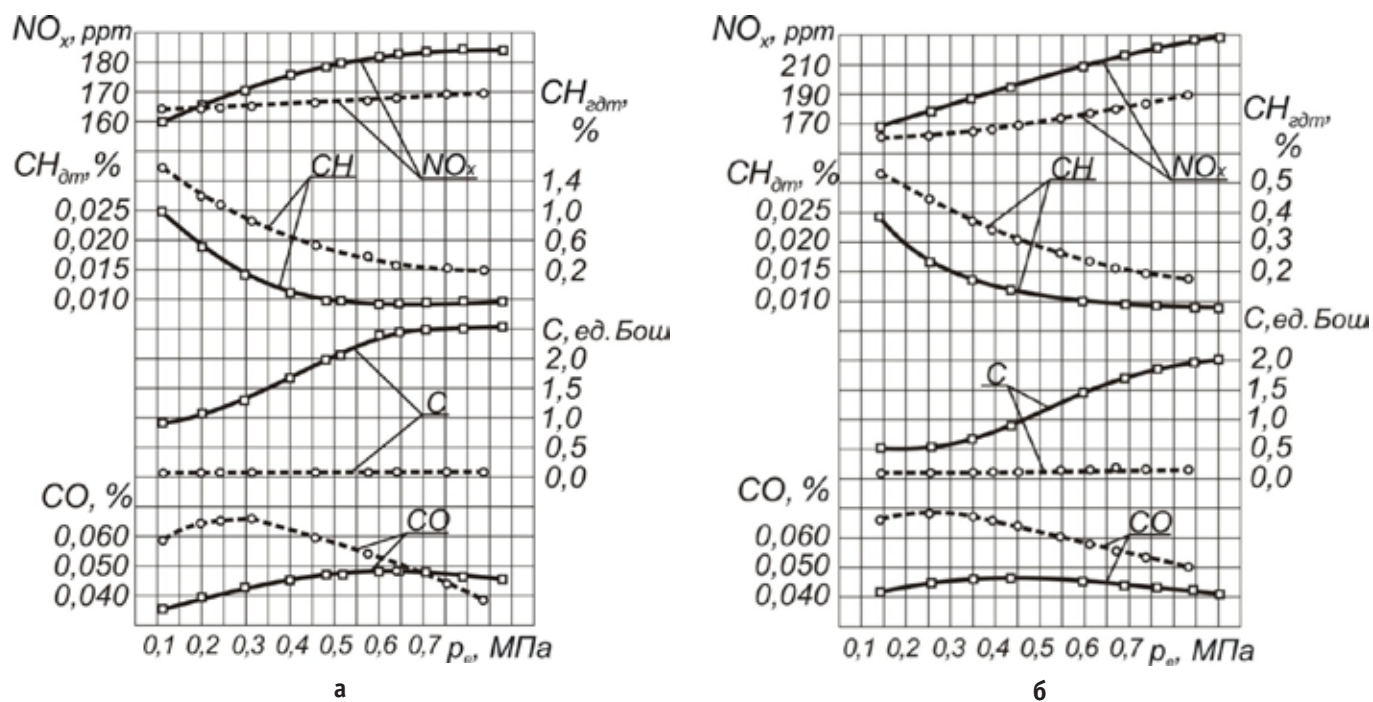 NOₓ, ppm
180
170
160
CH_гдт, %
CH_дт, %
CH
NOₓ
0,025
0,020
0,015
0,010
1,4
1,0
0,6
0,2
C, ед. Бош
2,0
1,5
1,0
0,5
0,0
C
CO, %
CO
0,060
0,050
0,040
0,1 0,2 0,3 0,4 0,5 0,6 0,7 pₑ, МПа
а
NOₓ, ppm
210
190
170
CH_гдт, %
CH_дт, %
CH
NOₓ
0,025
0,020
0,015
0,010
0,5
0,4
0,3
0,2
C, ед. Бош
2,0
1,5
1,0
0,5
0,0
C
CO, %
CO
0,060
0,050
0,040
0,1 0,2 0,3 0,4 0,5 0,6 0,7 pₑ, МПа
б